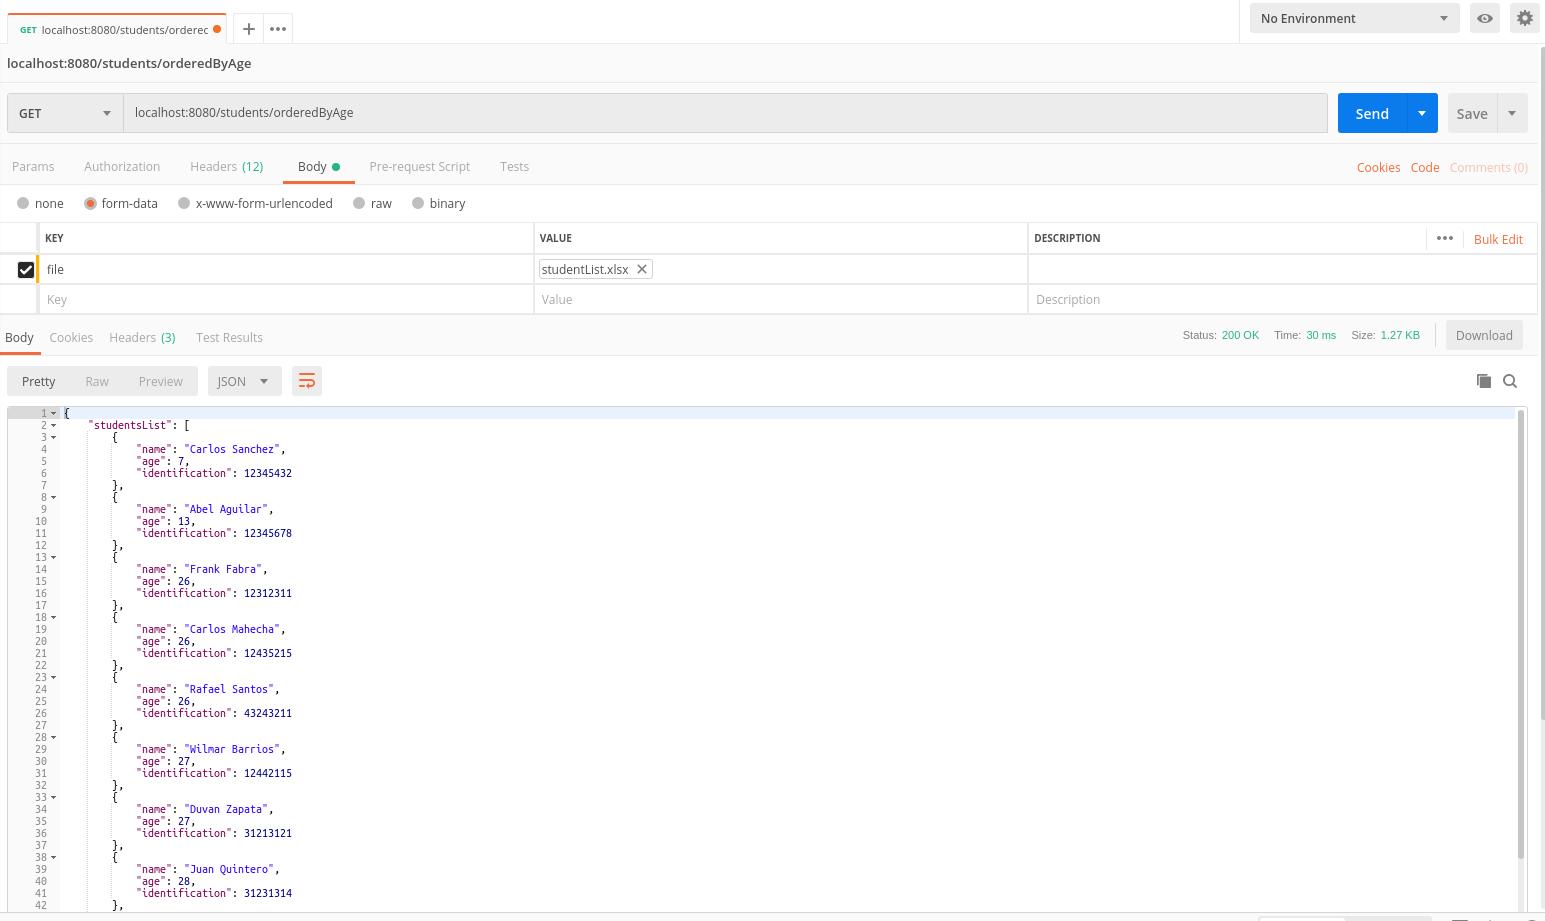 GET localhost:8080/students/orderec
No Environment
localhost:8080/students/orderedByAge
GET localhost:8080/students/orderedByAge Send Save
Params Authorization Headers (12) Body Pre-request Script Tests Cookies Code Comments (0)
none form-data x-www-form-urlencoded raw binary
KEY VALUE DESCRIPTION ••• Bulk Edit
file studentList.xlsx
Key Value Description
Body Cookies Headers (3) Test Results Status: 200 OK Time: 30 ms Size: 1.27 KB Download
Pretty Raw Preview JSON
1 {
2 "studentsList": [
3 {
4 "name": "Carlos Sanchez",
5 "age": 7,
6 "identification": 12345432
7 },
8 {
9 "name": "Abel Aguilar",
10 "age": 13,
11 "identification": 12345678
12 },
13 {
14 "name": "Frank Fabra",
15 "age": 26,
16 "identification": 12312311
17 },
18 {
19 "name": "Carlos Mahecha",
20 "age": 26,
21 "identification": 12435215
22 },
23 {
24 "name": "Rafael Santos",
25 "age": 26,
26 "identification": 43243211
27 },
28 {
29 "name": "Wilmar Barrios",
30 "age": 27,
31 "identification": 12442115
32 },
33 {
34 "name": "Duvan Zapata",
35 "age": 27,
36 "identification": 31213121
37 },
38 {
39 "name": "Juan Quintero",
40 "age": 28,
41 "identification": 31231314
42 },